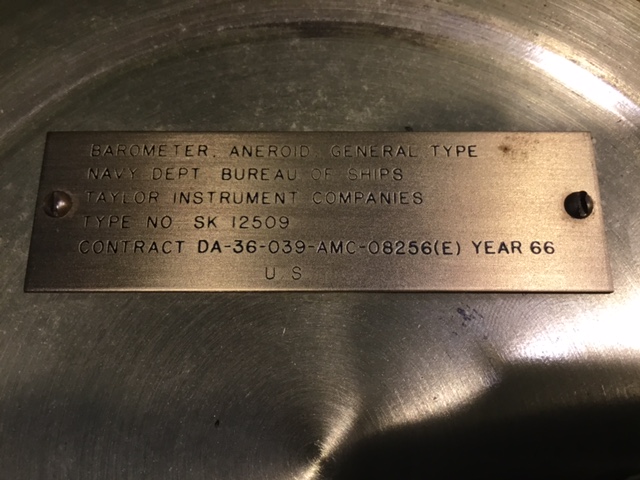 BAROMETER, ANEROID GENERAL TYPE
NAVY DEPT. BUREAU OF SHIPS
TAYLOR INSTRUMENT COMPANIES
TYPE NO. SK 12509
CONTRACT DA-36-039-AMC-08256(E) YEAR 66
U S